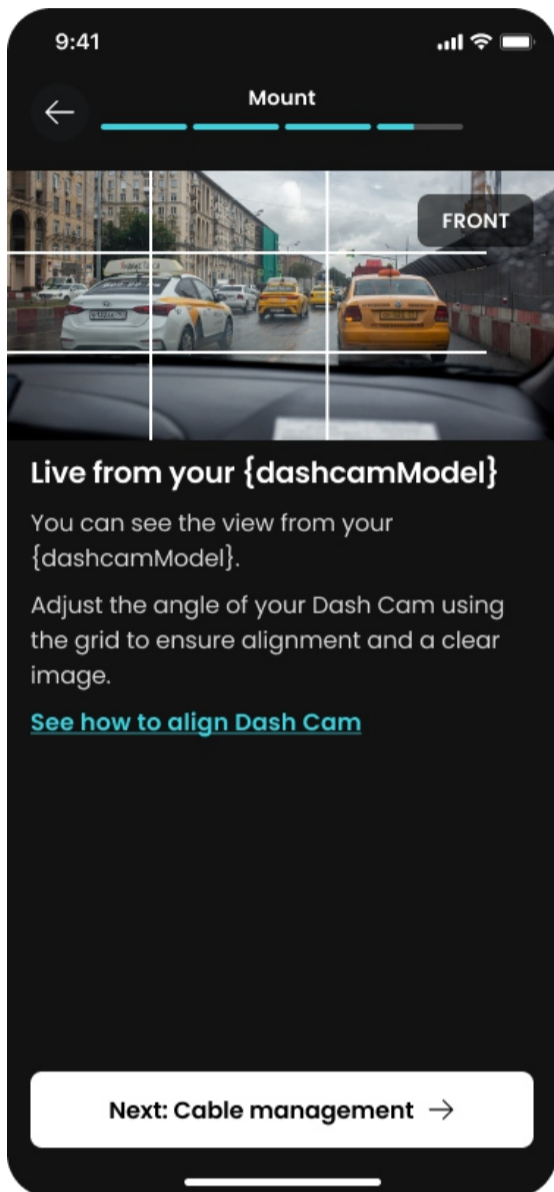 9:41
Mount
FRONT
Live from your {dashcamModel}
You can see the view from your
{dashcamModel}.
Adjust the angle of your Dash Cam using
the grid to ensure alignment and a clear
image.
See how to align Dash Cam
Next: Cable management →